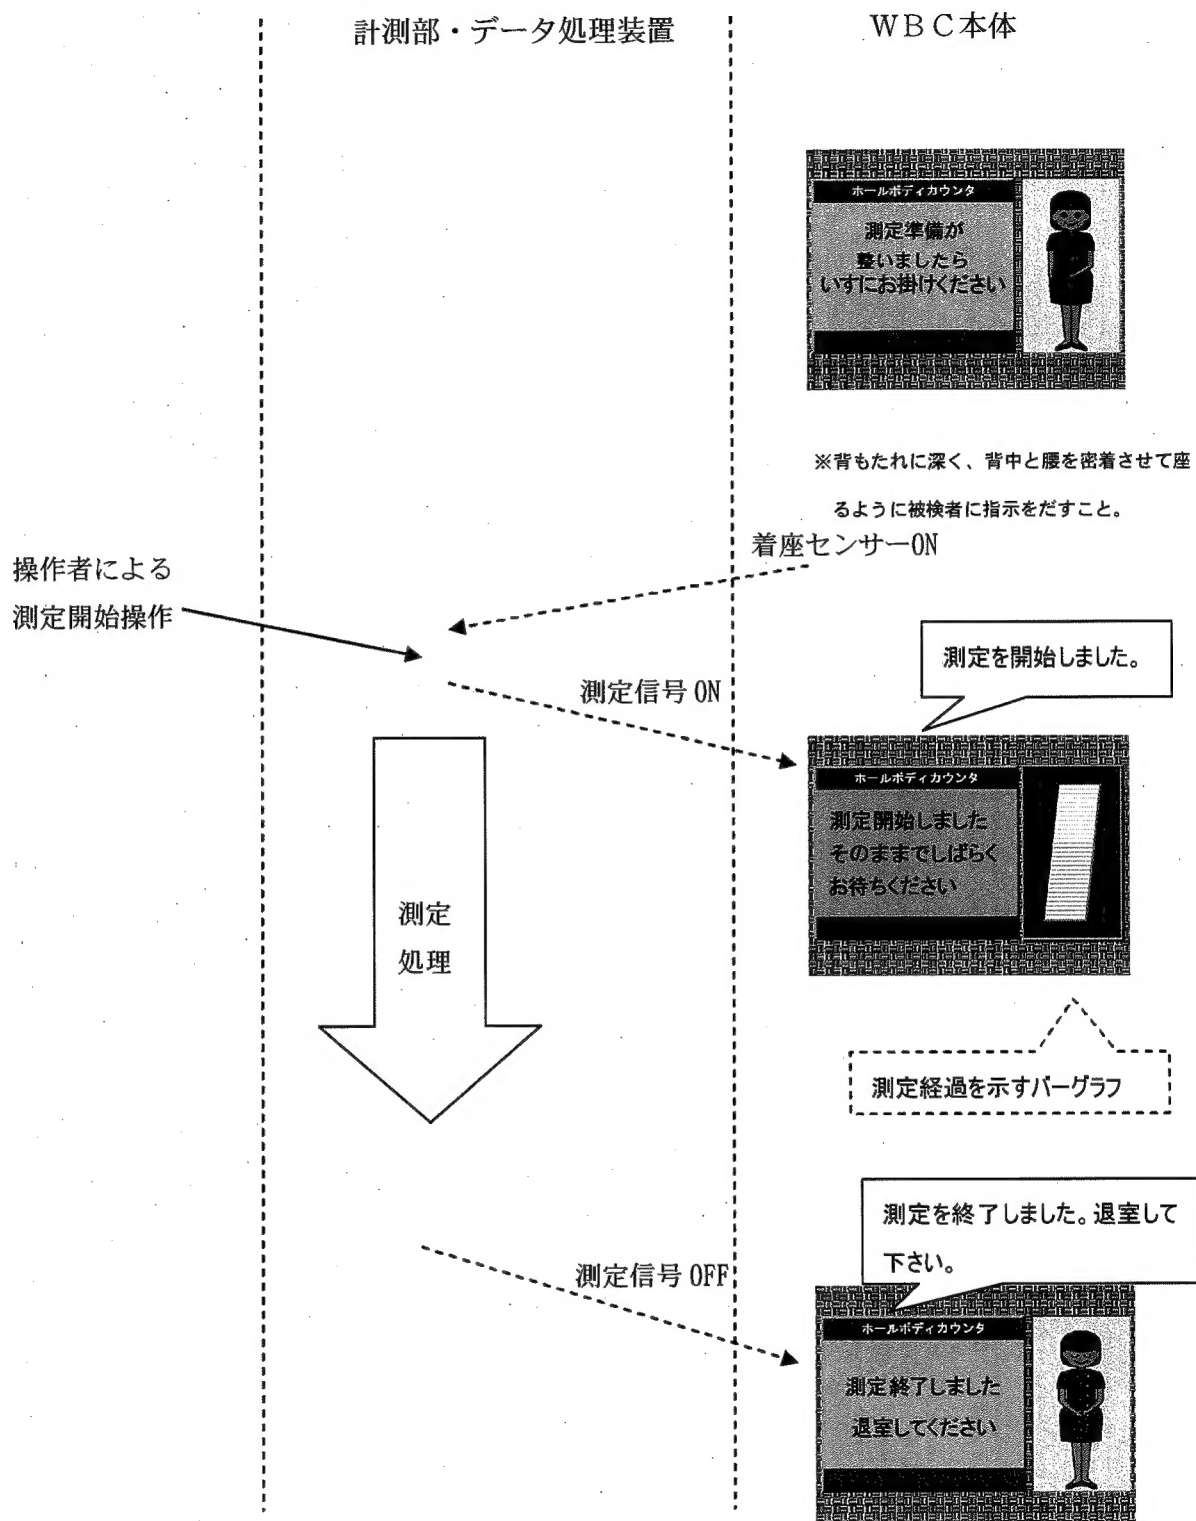 計測部・データ処理装置
WBC本体
ホールボディカウンタ
測定準備が
整いましたら
いすにお掛けください
※背もたれに深く、背中と腰を密着させて座
るように被検者に指示をだすこと。
着座センサーON
操作者による
測定開始操作
測定を開始しました。
測定信号 ON
ホールボディカウンタ
測定開始しました
そのままでしばらく
お待ちください
測定
処理
測定経過を示すバーグラフ
測定を終了しました。退室して
下さい。
測定信号 OFF
ホールボディカウンタ
測定終了しました
退室してください